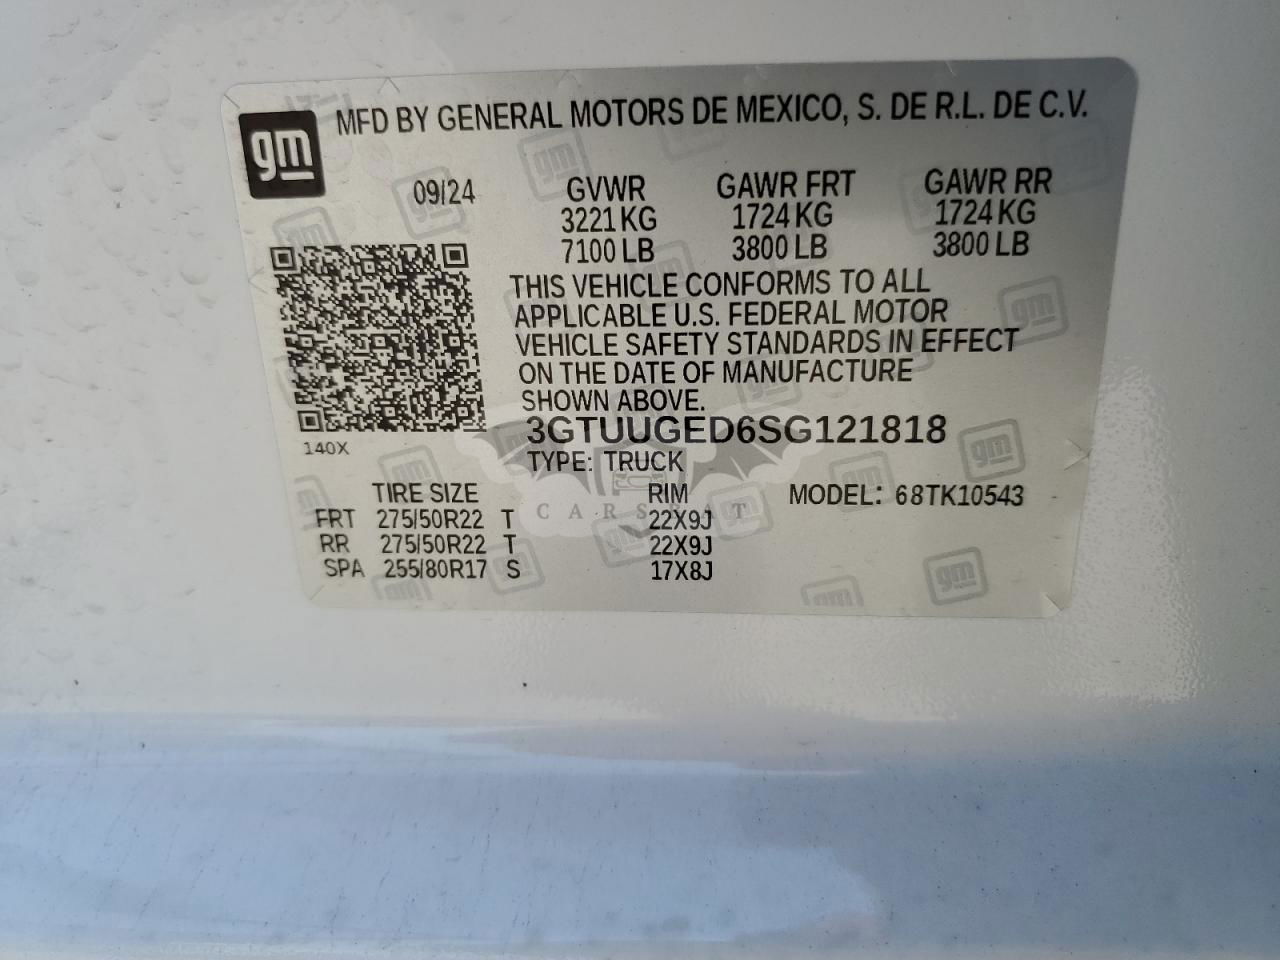 gm
MFD BY GENERAL MOTORS DE MEXICO, S. DE R.L. DE C.V.
09/24 GVWR GAWR FRT GAWR RR
3221 KG 1724 KG 1724 KG
7100 LB 3800 LB 3800 LB
THIS VEHICLE CONFORMS TO ALL
APPLICABLE U.S. FEDERAL MOTOR
VEHICLE SAFETY STANDARDS IN EFFECT
ON THE DATE OF MANUFACTURE
SHOWN ABOVE.
140X
3GTUUGED6SG121818
TYPE: TRUCK
TIRE SIZE RIM MODEL: 68TK10543
FRT 275/50R22 T 22X9J
RR 275/50R22 T 22X9J
SPA 255/80R17 S 17X8J